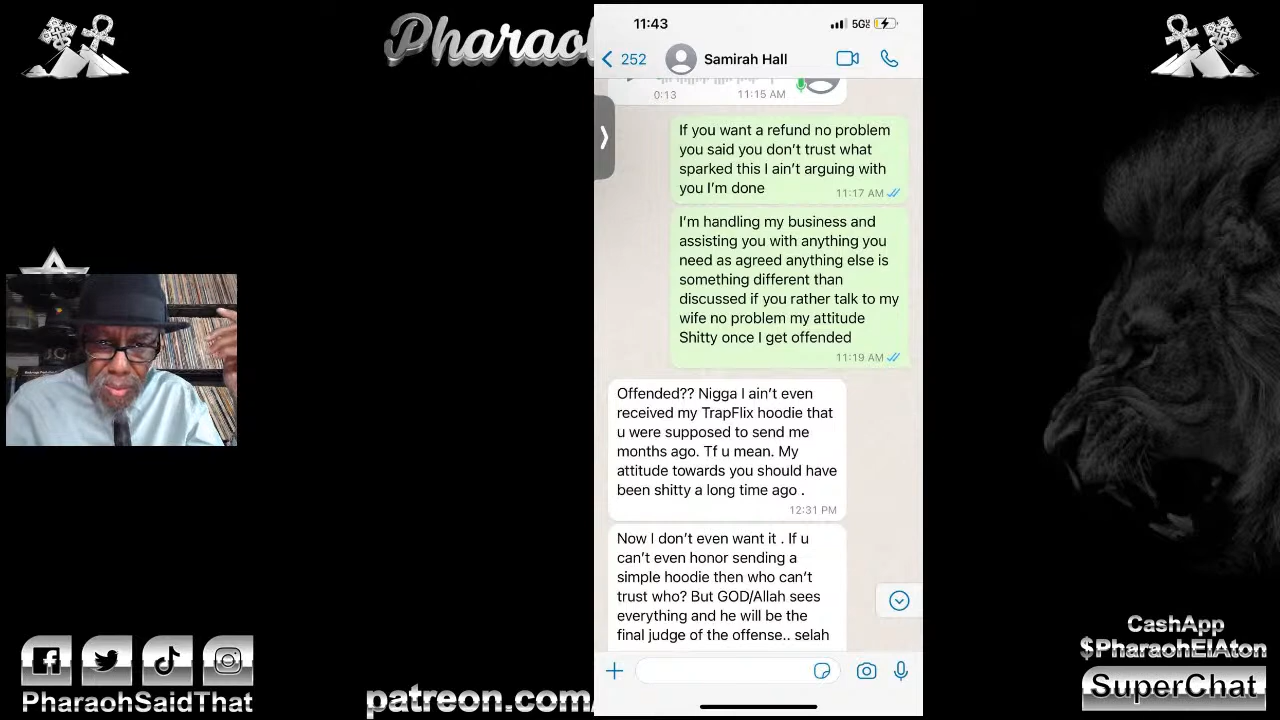 Pharaoh
11:43
5G
252
Samirah Hall
0:13
11:15 AM
If you want a refund no problem
you said you don't trust what
sparked this I ain't arguing with
you I'm done
11:17 AM
I'm handling my business and
assisting you with anything you
need as agreed anything else is
something different than
discussed if you rather talk to my
wife no problem my attitude
Shitty once I get offended
11:19 AM
Offended?? Nigga I ain't even
received my TrapFlix hoodie that
u were supposed to send me
months ago. Tf u mean. My
attitude towards you should have
been shitty a long time ago .
12:31 PM
Now I don't even want it . If u
can't even honor sending a
simple hoodie then who can't
trust who? But GOD/Allah sees
everything and he will be the
final judge of the offense.. selah
PharaohSaidThat
patreon.com/
CashApp
$PharaohElAton
SuperChat